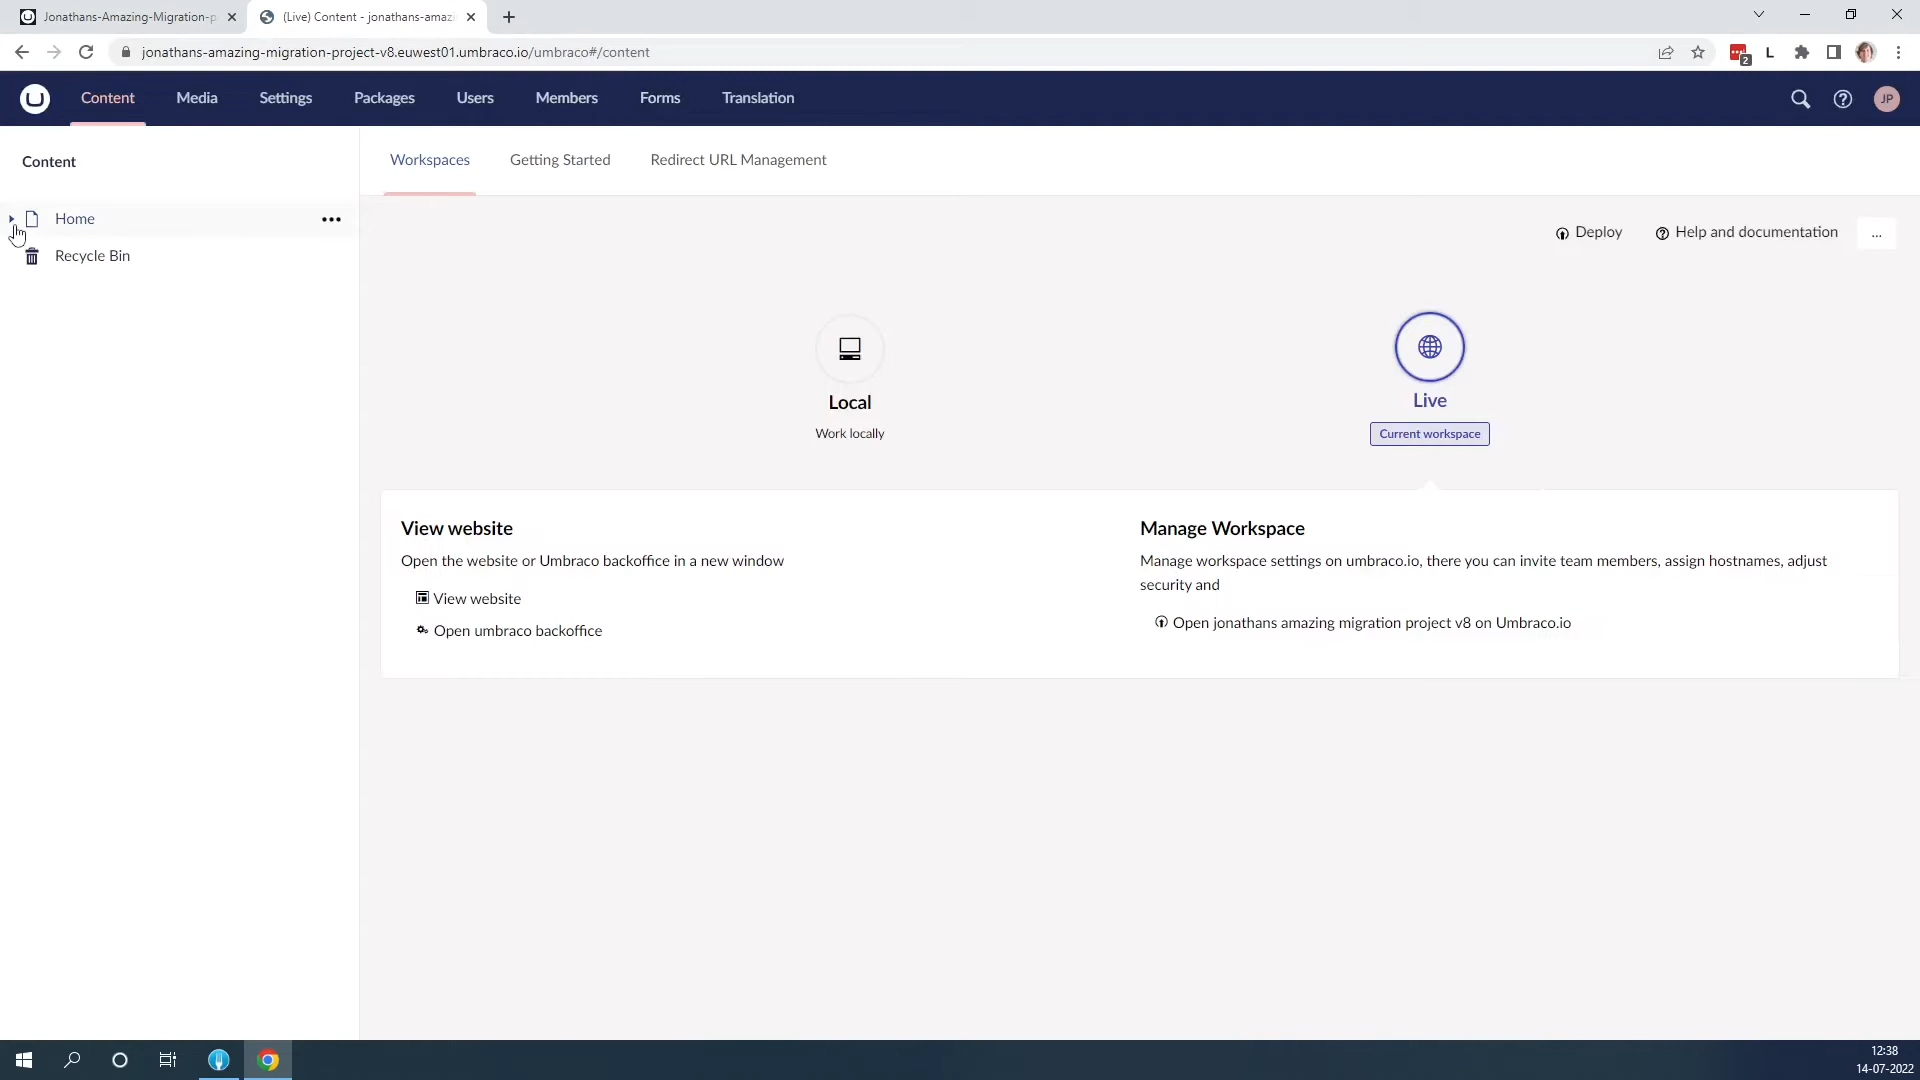 Jonathans-Amazing-Migration-p
(Live) Content - jonathans-amazi
jonathans-amazing-migration-project-v8.euwest01.umbraco.io/umbraco#/content
2
L
Content
Media
Settings
Packages
Users
Members
Forms
Translation
JP
Content
Workspaces
Getting Started
Redirect URL Management
Home
Recycle Bin
Deploy
Help and documentation
...
Local
Work locally
Live
Current workspace
View website
Open the website or Umbraco backoffice in a new window
View website
Open umbraco backoffice
Manage Workspace
Manage workspace settings on umbraco.io, there you can invite team members, assign hostnames, adjust
security and
Open jonathans amazing migration project v8 on Umbraco.io
12:38
14-07-2022